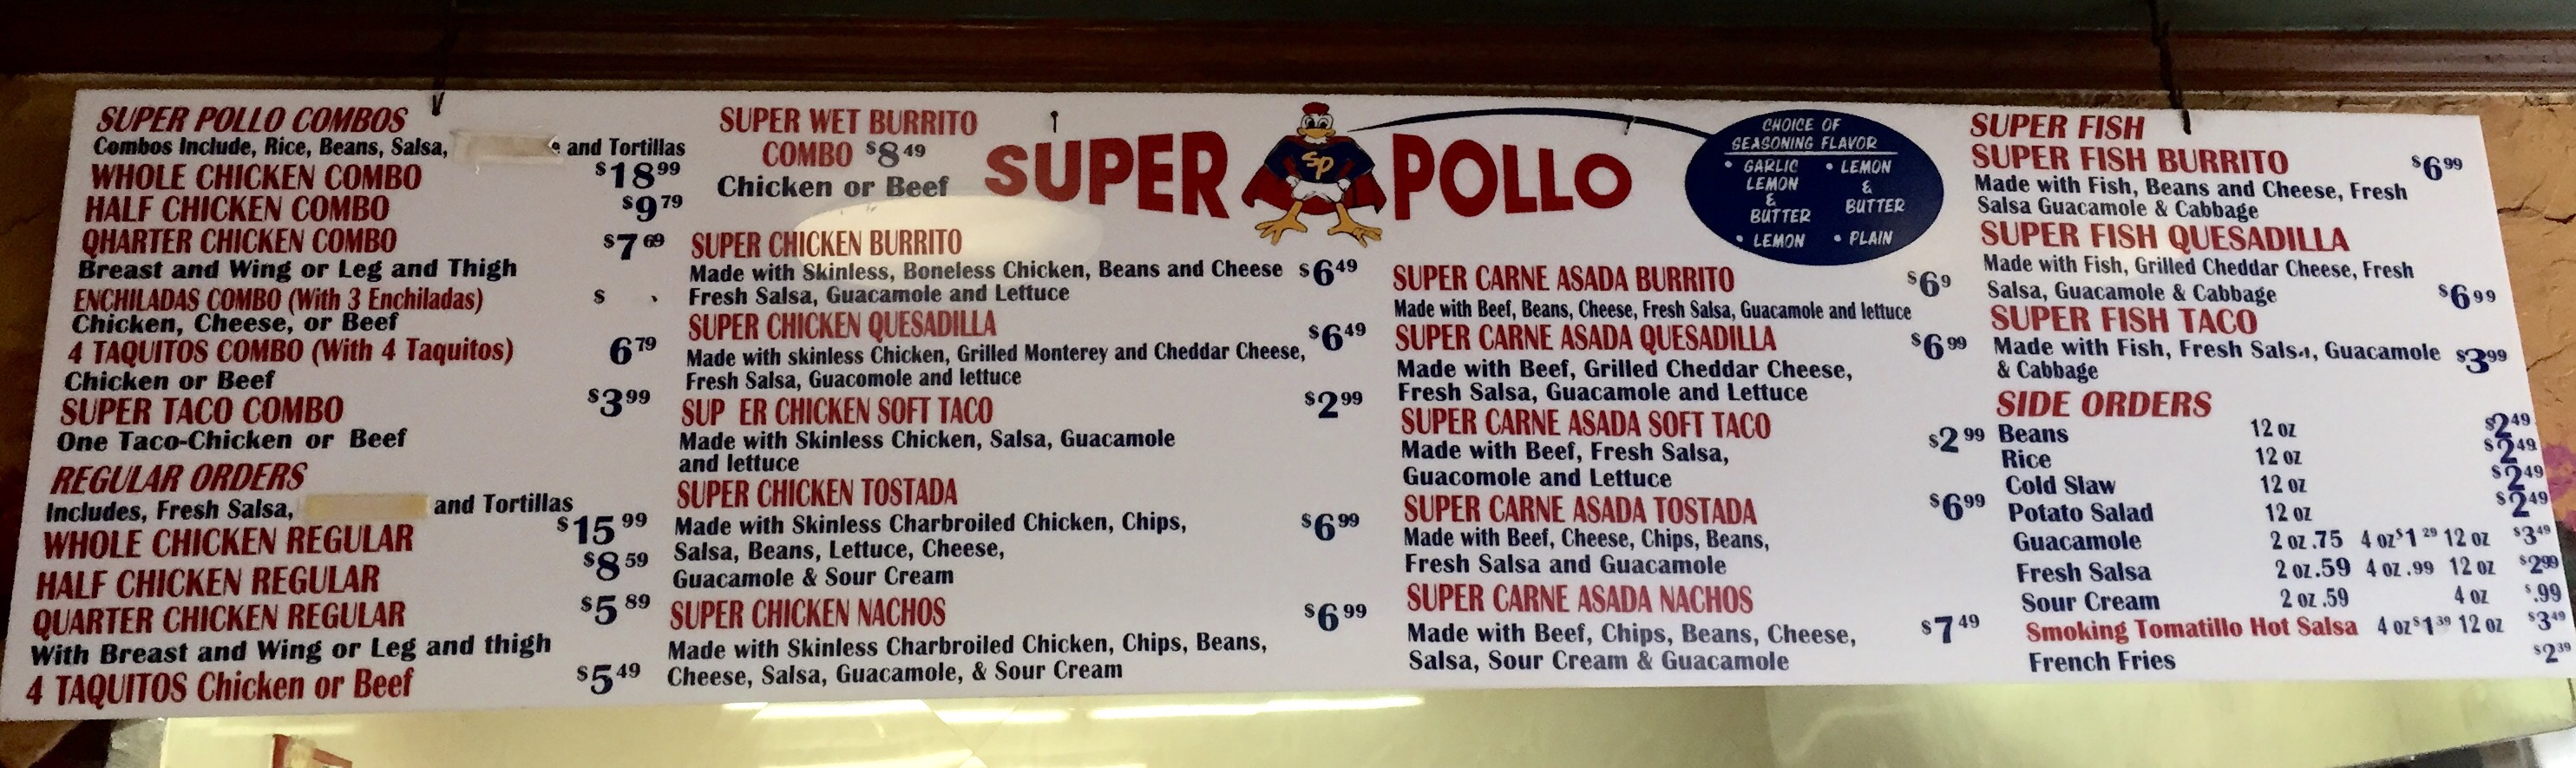 SUPER POLLO COMBOS
Combos Include, Rice, Beans, Salsa, e and Tortillas
WHOLE CHICKEN COMBO $18 99
HALF CHICKEN COMBO $9 79
QHARTER CHICKEN COMBO $7 69
Breast and Wing or Leg and Thigh
ENCHILADAS COMBO (With 3 Enchiladas) $
Chicken, Cheese, or Beef
4 TAQUITOS COMBO (With 4 Taquitos) 6 79
Chicken or Beef
SUPER TACO COMBO $3 99
One Taco-Chicken or Beef
REGULAR ORDERS
Includes, Fresh Salsa, and Tortillas
WHOLE CHICKEN REGULAR $15 99
HALF CHICKEN REGULAR $8 59
QUARTER CHICKEN REGULAR $5 89
With Breast and Wing or Leg and thigh
4 TAQUITOS Chicken or Beef $5 49
SUPER WET BURRITO
COMBO $8 49
Chicken or Beef
SUPER SP POLLO
SUPER CHICKEN BURRITO
Made with Skinless, Boneless Chicken, Beans and Cheese $6 49
Fresh Salsa, Guacamole and Lettuce
SUPER CHICKEN QUESADILLA $6 49
Made with skinless Chicken, Grilled Monterey and Cheddar Cheese,
Fresh Salsa, Guacomole and lettuce
SUP ER CHICKEN SOFT TACO $2 99
Made with Skinless Chicken, Salsa, Guacamole
and lettuce
SUPER CHICKEN TOSTADA
Made with Skinless Charbroiled Chicken, Chips, $6 99
Salsa, Beans, Lettuce, Cheese,
Guacamole & Sour Cream
SUPER CHICKEN NACHOS $6 99
Made with Skinless Charbroiled Chicken, Chips, Beans,
Cheese, Salsa, Guacamole, & Sour Cream
CHOICE OF
SEASONING FLAVOR
• GARLIC
LEMON
&
BUTTER
• LEMON
• LEMON
&
BUTTER
• PLAIN
SUPER CARNE ASADA BURRITO $6 9
Made with Beef, Beans, Cheese, Fresh Salsa, Guacamole and lettuce
SUPER CARNE ASADA QUESADILLA $6 99
Made with Beef, Grilled Cheddar Cheese,
Fresh Salsa, Guacamole and Lettuce
SUPER CARNE ASADA SOFT TACO $2 99
Made with Beef, Fresh Salsa,
Guacomole and Lettuce
SUPER CARNE ASADA TOSTADA $6 99
Made with Beef, Cheese, Chips, Beans,
Fresh Salsa and Guacamole
SUPER CARNE ASADA NACHOS
Made with Beef, Chips, Beans, Cheese, $7 49
Salsa, Sour Cream & Guacamole
SUPER FISH
SUPER FISH BURRITO $6 99
Made with Fish, Beans and Cheese, Fresh
Salsa Guacamole & Cabbage
SUPER FISH QUESADILLA
Made with Fish, Grilled Cheddar Cheese, Fresh
Salsa, Guacamole & Cabbage $6 99
SUPER FISH TACO
Made with Fish, Fresh Salsa, Guacamole $3 99
& Cabbage
SIDE ORDERS
Beans 12 oz $2 49
Rice 12 oz $2 49
Cold Slaw 12 oz $2 49
Potato Salad 12 oz $2 49
Guacamole 2 oz .75 4 oz $1 29 12 oz $3 49
Fresh Salsa 2 oz .59 4 oz .99 12 oz $2 99
Sour Cream 2 oz .59 4 oz $.99
Smoking Tomatillo Hot Salsa 4 oz $1 39 12 oz $3 49
French Fries $2 39